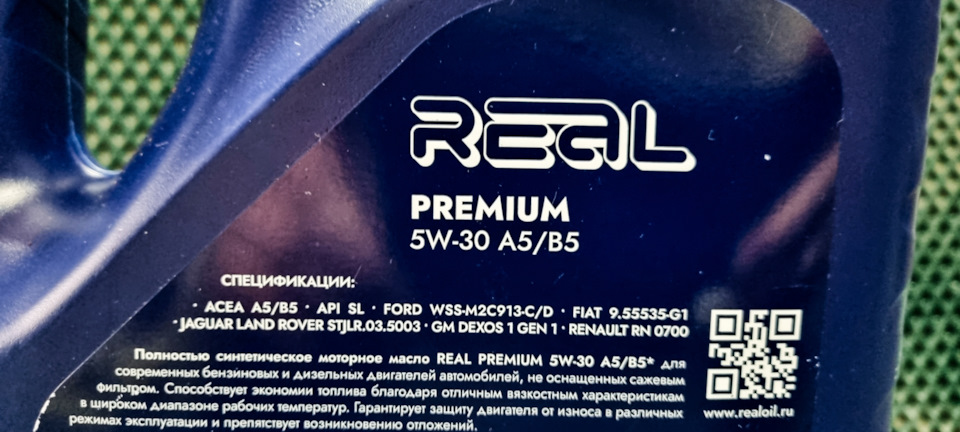 REAL
PREMIUM
5W-30 A5/B5
СПЕЦИФИКАЦИИ:
· ACEA A5/B5 · API SL · FORD WSS-M2C913-C/D · FIAT 9.55535-G1
· JAGUAR LAND ROVER STJLR.03.5003 · GM DEXOS 1 GEN 1 · RENAULT RN 0700
Полностью синтетическое моторное масло REAL PREMIUM 5W-30 A5/B5* для
современных бензиновых и дизельных двигателей автомобилей, не оснащенных сажевым
фильтром. Способствует экономии топлива благодаря отличным вязкостным характеристикам
в широком диапазоне рабочих температур. Гарантирует защиту двигателя от износа в различных
режимах эксплуатации и препятствует возникновению отложений.
www.realoil.ru